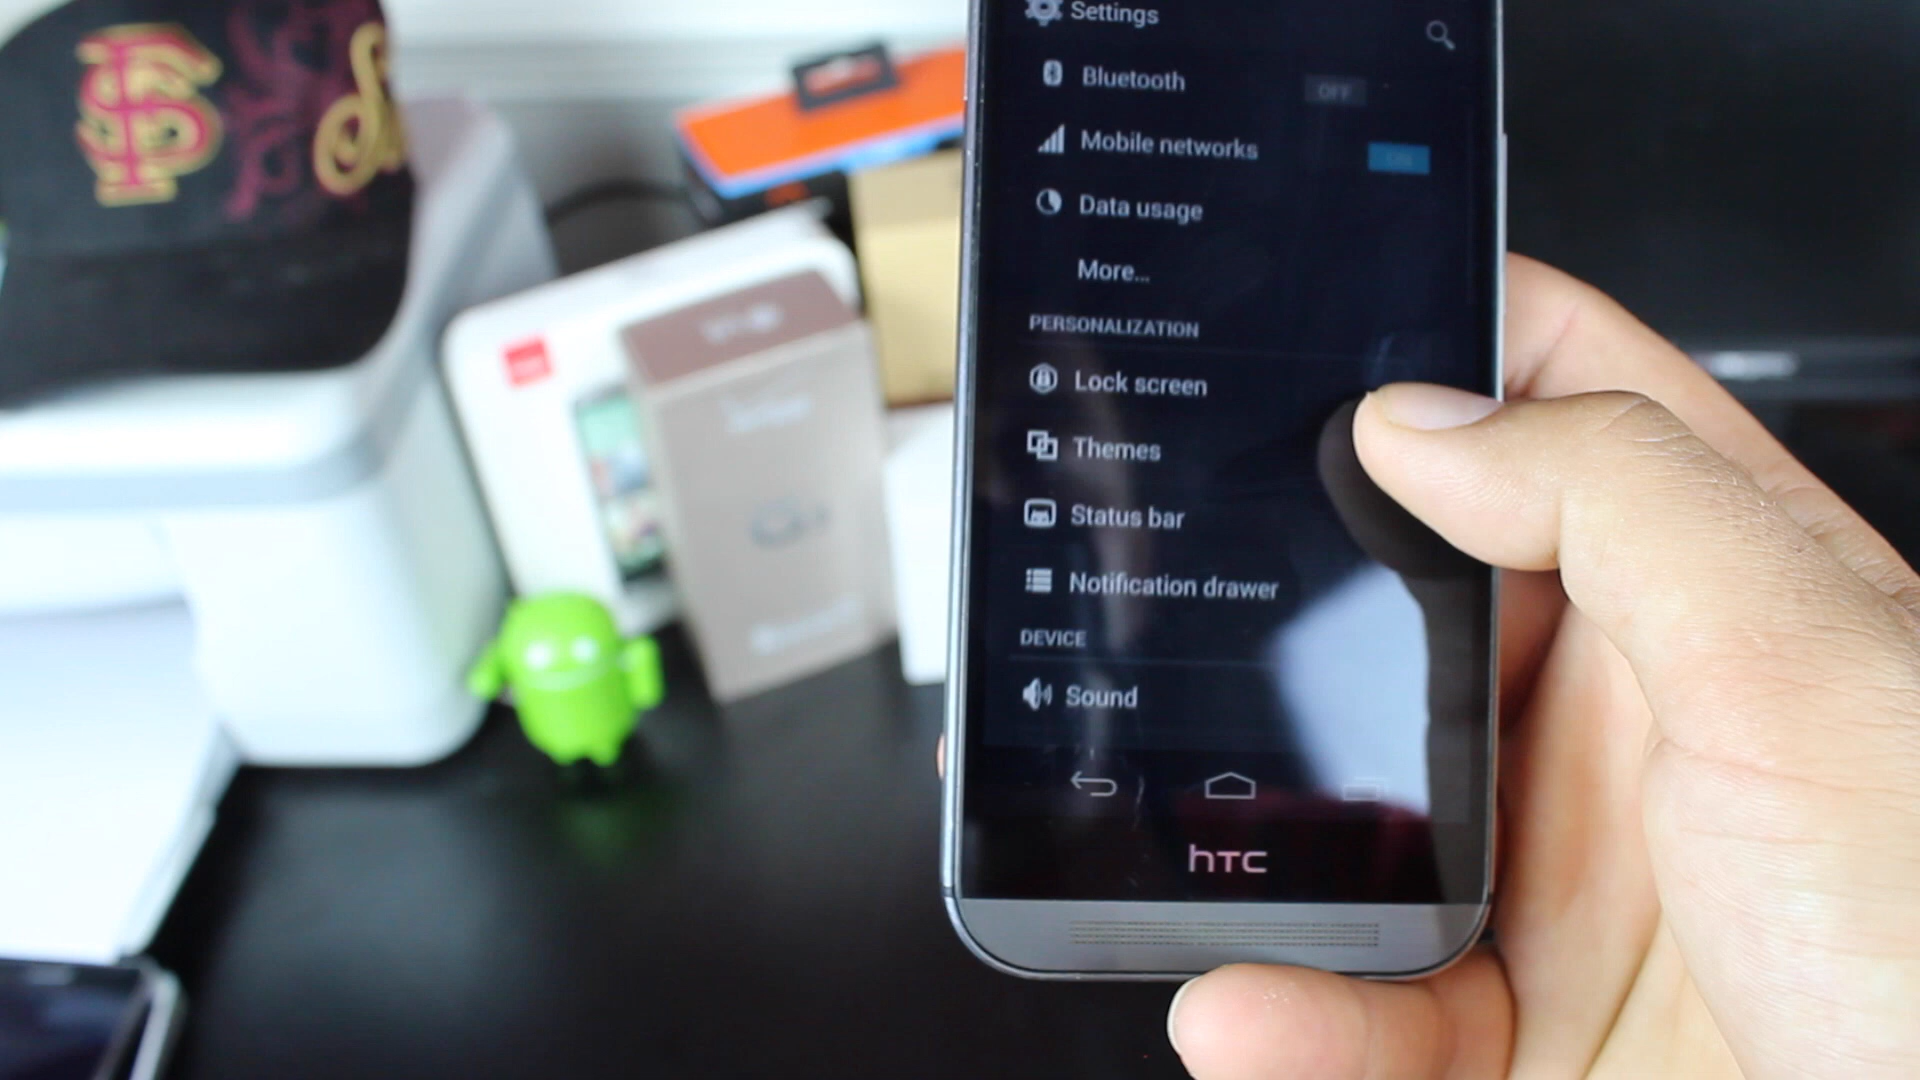 Settings
Bluetooth OFF
Mobile networks ON
Data usage
More...
PERSONALIZATION
Lock screen
Themes
Status bar
Notification drawer
DEVICE
Sound
hTC